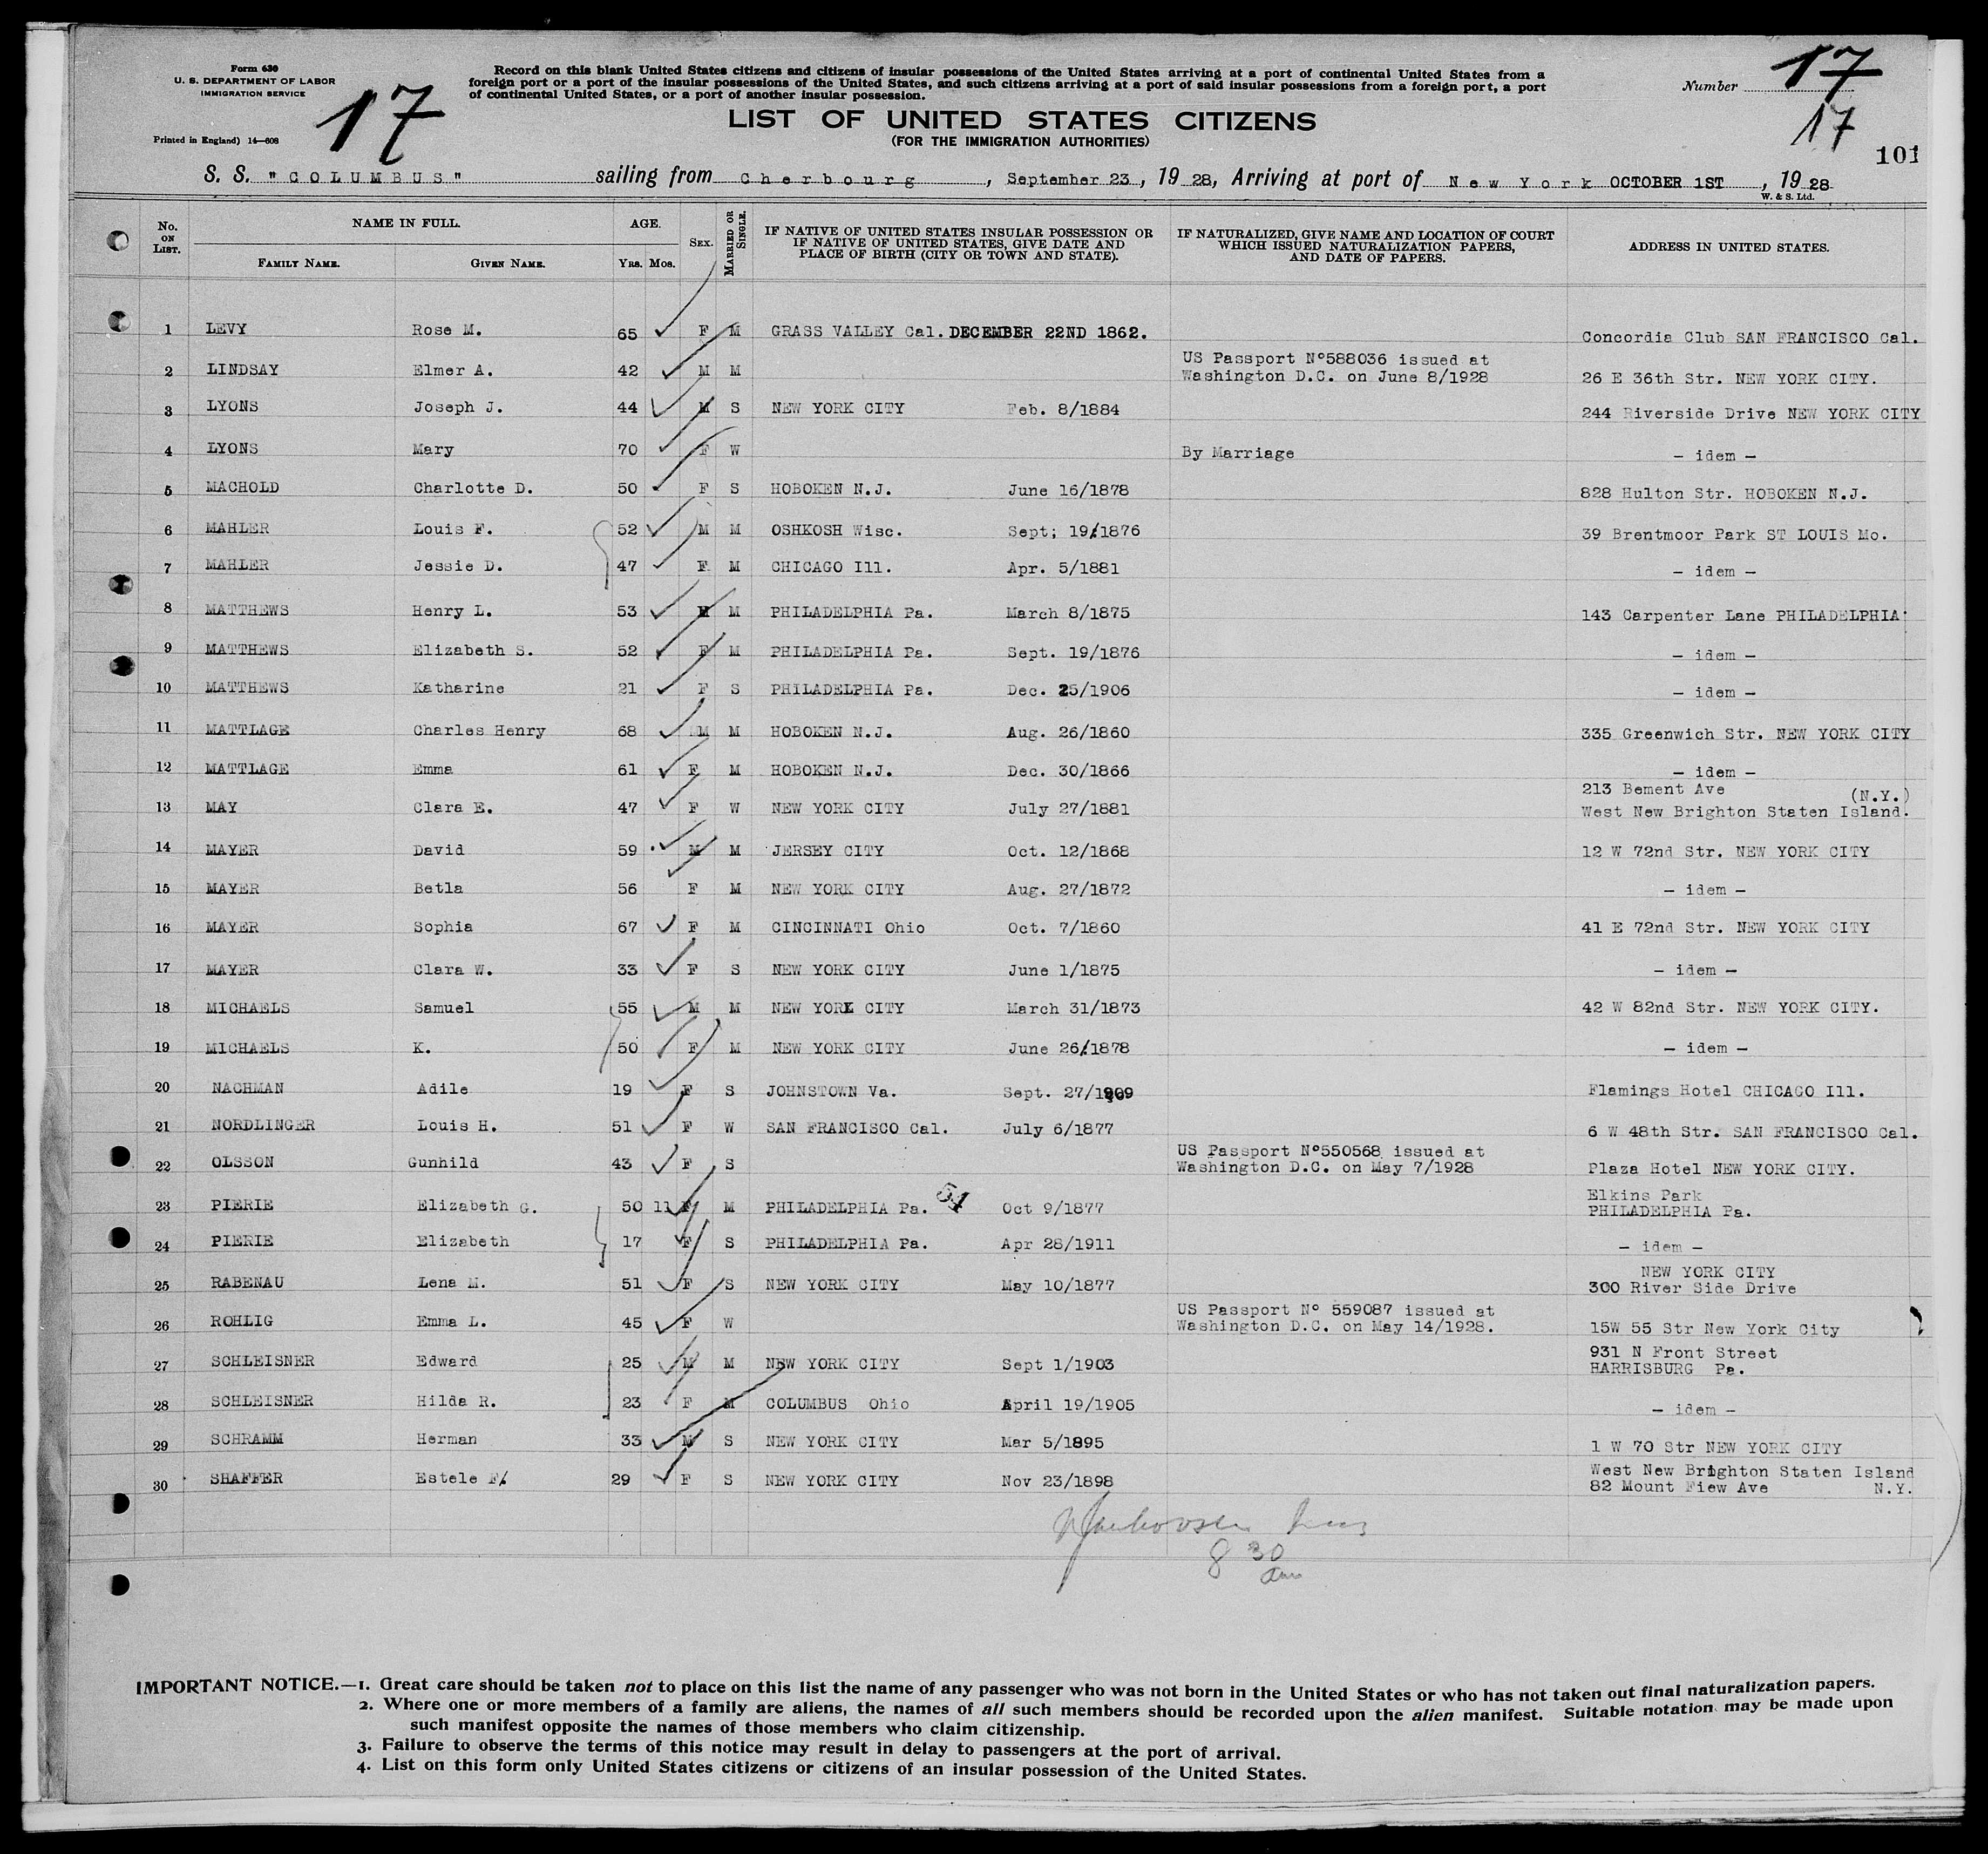 Form 630
U. S. DEPARTMENT OF LABOR
IMMIGRATION SERVICE
Printed in England) 14—608
17
Record on this blank United States citizens and citizens of insular possessions of the United States arriving at a port of continental United States from a
foreign port or a port of the insular possessions of the United States, and such citizens arriving at a port of said insular possessions from a foreign port, a port
of continental United States, or a port of another insular possession.
Number 17
17
101
LIST OF UNITED STATES CITIZENS
(FOR THE IMMIGRATION AUTHORITIES)
S. S. "COLUMBUS" sailing from Cherbourg, September 23, 1928, Arriving at port of New York OCTOBER 1ST, 1928
W. & S. Ltd.
No. ON LIST. NAME IN FULL. FAMILY NAME. GIVEN NAME. AGE. YRS. MOS. SEX. MARRIED OR SINGLE. IF NATIVE OF UNITED STATES INSULAR POSSESSION OR IF NATIVE OF UNITED STATES, GIVE DATE AND PLACE OF BIRTH (CITY OR TOWN AND STATE). IF NATURALIZED, GIVE NAME AND LOCATION OF COURT WHICH ISSUED NATURALIZATION PAPERS, AND DATE OF PAPERS. ADDRESS IN UNITED STATES.
1 LEVY Rose M. 65 F M GRASS VALLEY Cal. DECEMBER 22ND 1862. Concordia Club SAN FRANCISCO Cal.
2 LINDSAY Elmer A. 42 M M US Passport N°588036 issued at Washington D.C. on June 8/1928 26 E 36th Str. NEW YORK CITY.
3 LYONS Joseph J. 44 M S NEW YORK CITY Feb. 8/1884 244 Riverside Drive NEW YORK CITY
4 LYONS Mary 70 F W By Marriage - idem -
5 MACHOLD Charlotte D. 50 F S HOBOKEN N.J. June 16/1878 828 Hulton Str. HOBOKEN N.J.
6 MAHLER Louis F. 52 M M OSHKOSH Wisc. Sept; 19/1876 39 Brentmoor Park ST LOUIS Mo.
7 MAHLER Jessie D. 47 F M CHICAGO Ill. Apr. 5/1881 - idem -
8 MATTHEWS Henry L. 53 M M PHILADELPHIA Pa. March 8/1875 143 Carpenter Lane PHILADELPHIA
9 MATTHEWS Elizabeth S. 52 F M PHILADELPHIA Pa. Sept. 19/1876 - idem -
10 MATTHEWS Katharine 21 F S PHILADELPHIA Pa. Dec. 25/1906 - idem -
11 MATTLAGE Charles Henry 68 M M HOBOKEN N.J. Aug. 26/1860 335 Greenwich Str. NEW YORK CITY
12 MATTLAGE Emma 61 F M HOBOKEN N.J. Dec. 30/1866 - idem -
13 MAY Clara E. 47 F W NEW YORK CITY July 27/1881 213 Bement Ave (N.Y.) West New Brighton Staten Island.
14 MAYER David 59 M M JERSEY CITY Oct. 12/1868 12 W 72nd Str. NEW YORK CITY
15 MAYER Betla 56 F M NEW YORK CITY Aug. 27/1872 - idem -
16 MAYER Sophia 67 F M CINCINNATI Ohio Oct. 7/1860 41 E 72nd Str. NEW YORK CITY
17 MAYER Clara W. 33 F S NEW YORK CITY June 1/1875 - idem -
18 MICHAELS Samuel 55 M M NEW YORK CITY March 31/1873 42 W 82nd Str. NEW YORK CITY.
19 MICHAELS K. 50 F M NEW YORK CITY June 26/1878 - idem -
20 NACHMAN Adile 19 F S JOHNSTOWN Va. Sept. 27/1909 Flamings Hotel CHICAGO Ill.
21 NORDLINGER Louis H. 51 F W SAN FRANCISCO Cal. July 6/1877 6 W 48th Str. SAN FRANCISCO Cal.
22 OLSSON Gunhild 43 F S US Passport N°550568 issued at Washington D.C. on May 7/1928 Plaza Hotel NEW YORK CITY.
23 PIERIE Elizabeth G. 50 11 F M PHILADELPHIA Pa. 51 Oct 9/1877 Elkins Park PHILADELPHIA Pa.
24 PIERIE Elizabeth 17 F S PHILADELPHIA Pa. Apr 28/1911 - idem -
25 RABENAU Lena M. 51 F S NEW YORK CITY May 10/1877 NEW YORK CITY 300 River Side Drive
26 ROHLIG Emma L. 45 F W US Passport N° 559087 issued at Washington D.C. on May 14/1928. 15W 55 Str New York City
27 SCHLEISNER Edward 25 M M NEW YORK CITY Sept 1/1903 931 N Front Street HARRISBURG Pa.
28 SCHLEISNER Hilda R. 23 F M COLUMBUS Ohio April 19/1905 - idem -
29 SCHRAMM Herman 33 M S NEW YORK CITY Mar 5/1895 1 W 70 Str NEW YORK CITY
30 SHAFFER Estele F. 29 F S NEW YORK CITY Nov 23/1898 West New Brighton Staten Island 82 Mount Fiew Ave N.Y.
8 30
am
IMPORTANT NOTICE.—1. Great care should be taken not to place on this list the name of any passenger who was not born in the United States or who has not taken out final naturalization papers.
2. Where one or more members of a family are aliens, the names of all such members should be recorded upon the alien manifest. Suitable notation may be made upon
such manifest opposite the names of those members who claim citizenship.
3. Failure to observe the terms of this notice may result in delay to passengers at the port of arrival.
4. List on this form only United States citizens or citizens of an insular possession of the United States.